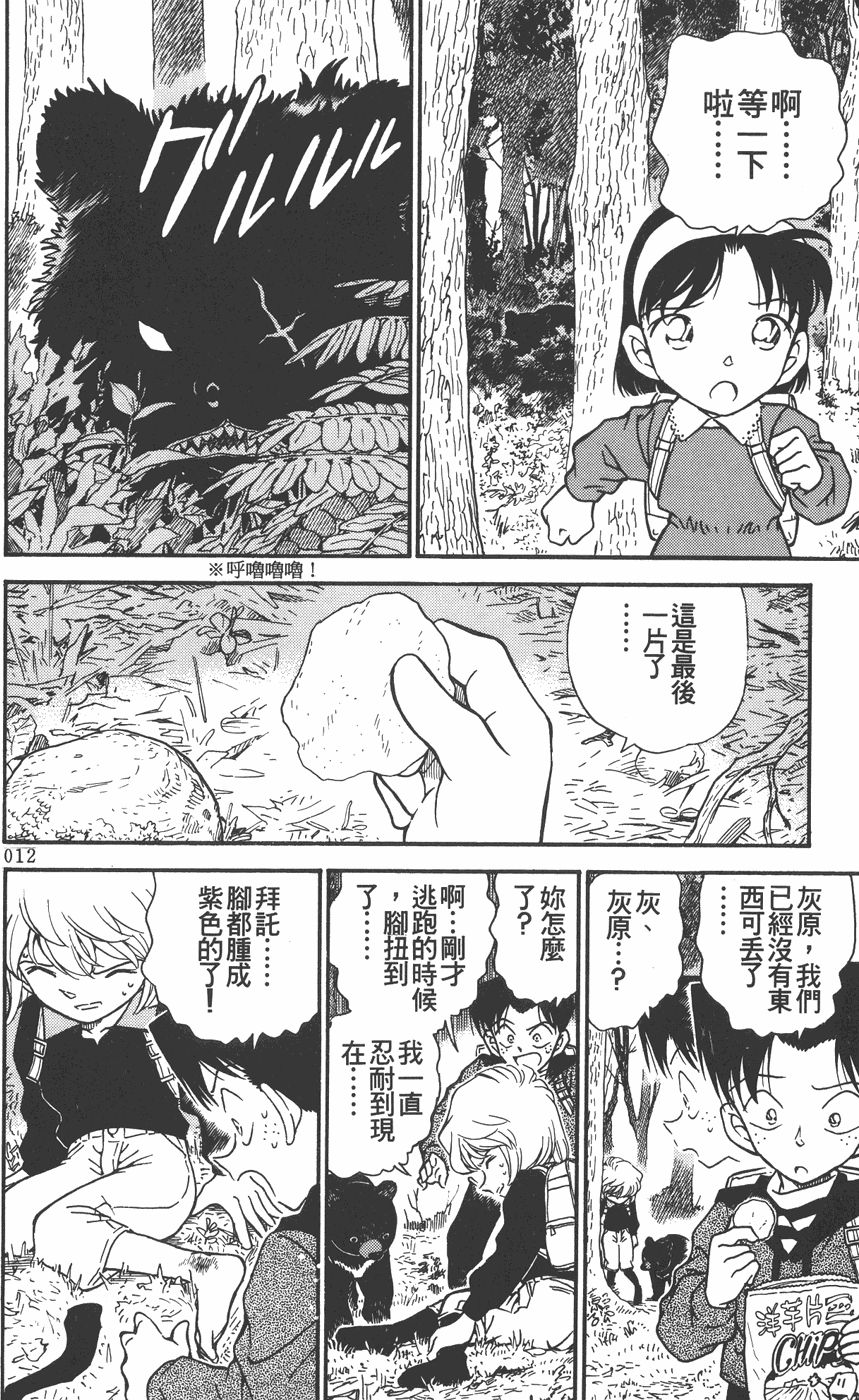 啊……
等一下
啦……
グルルルル
※呼嚕嚕嚕！
這是最後
一片了
……
012
灰原，我們
已經沒有東
西可丟了
……
灰、
灰原…？
洋芋片
CHIPS
妳怎麼
了？
啊…剛才
逃跑的時候
，腳扭到
了……
我一直
忍耐到現
在……
拜託……
腳都腫成
紫色的了！